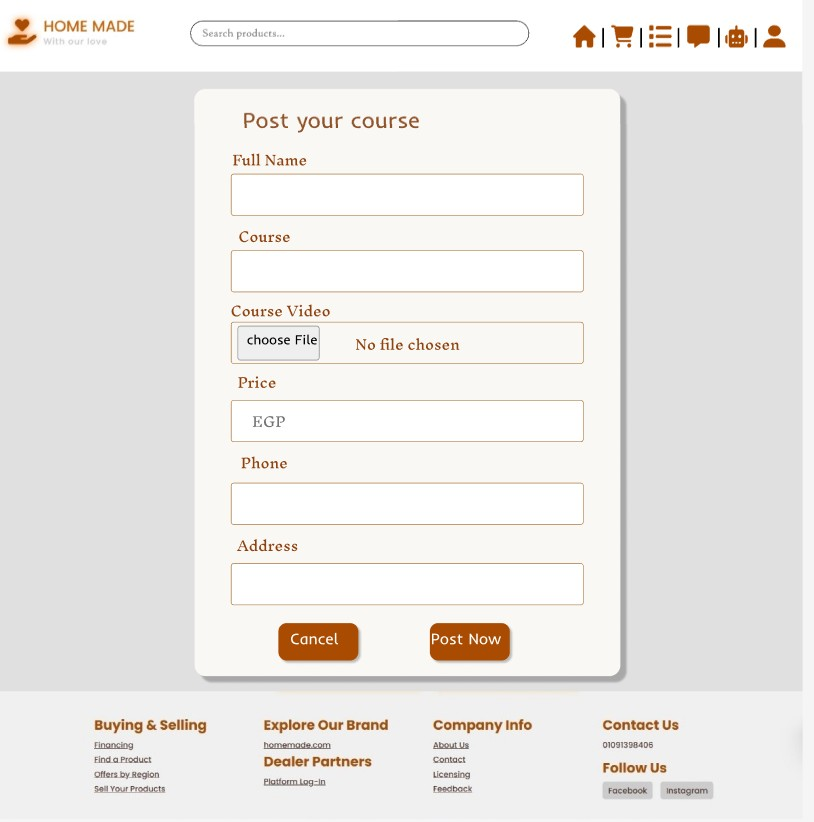 HOME MADE
With our love
Search products...
Post your course
Full Name
Course
Course Video
choose File
No file chosen
Price
EGP
Phone
Address
Cancel
Post Now
Buying & Selling
Financing
Find a Product
Offers by Region
Sell Your Products
Explore Our Brand
homemade.com
Dealer Partners
Platform Log-In
Company Info
About Us
Contact
Licensing
Feedback
Contact Us
01091398406
Follow Us
Facebook
Instagram